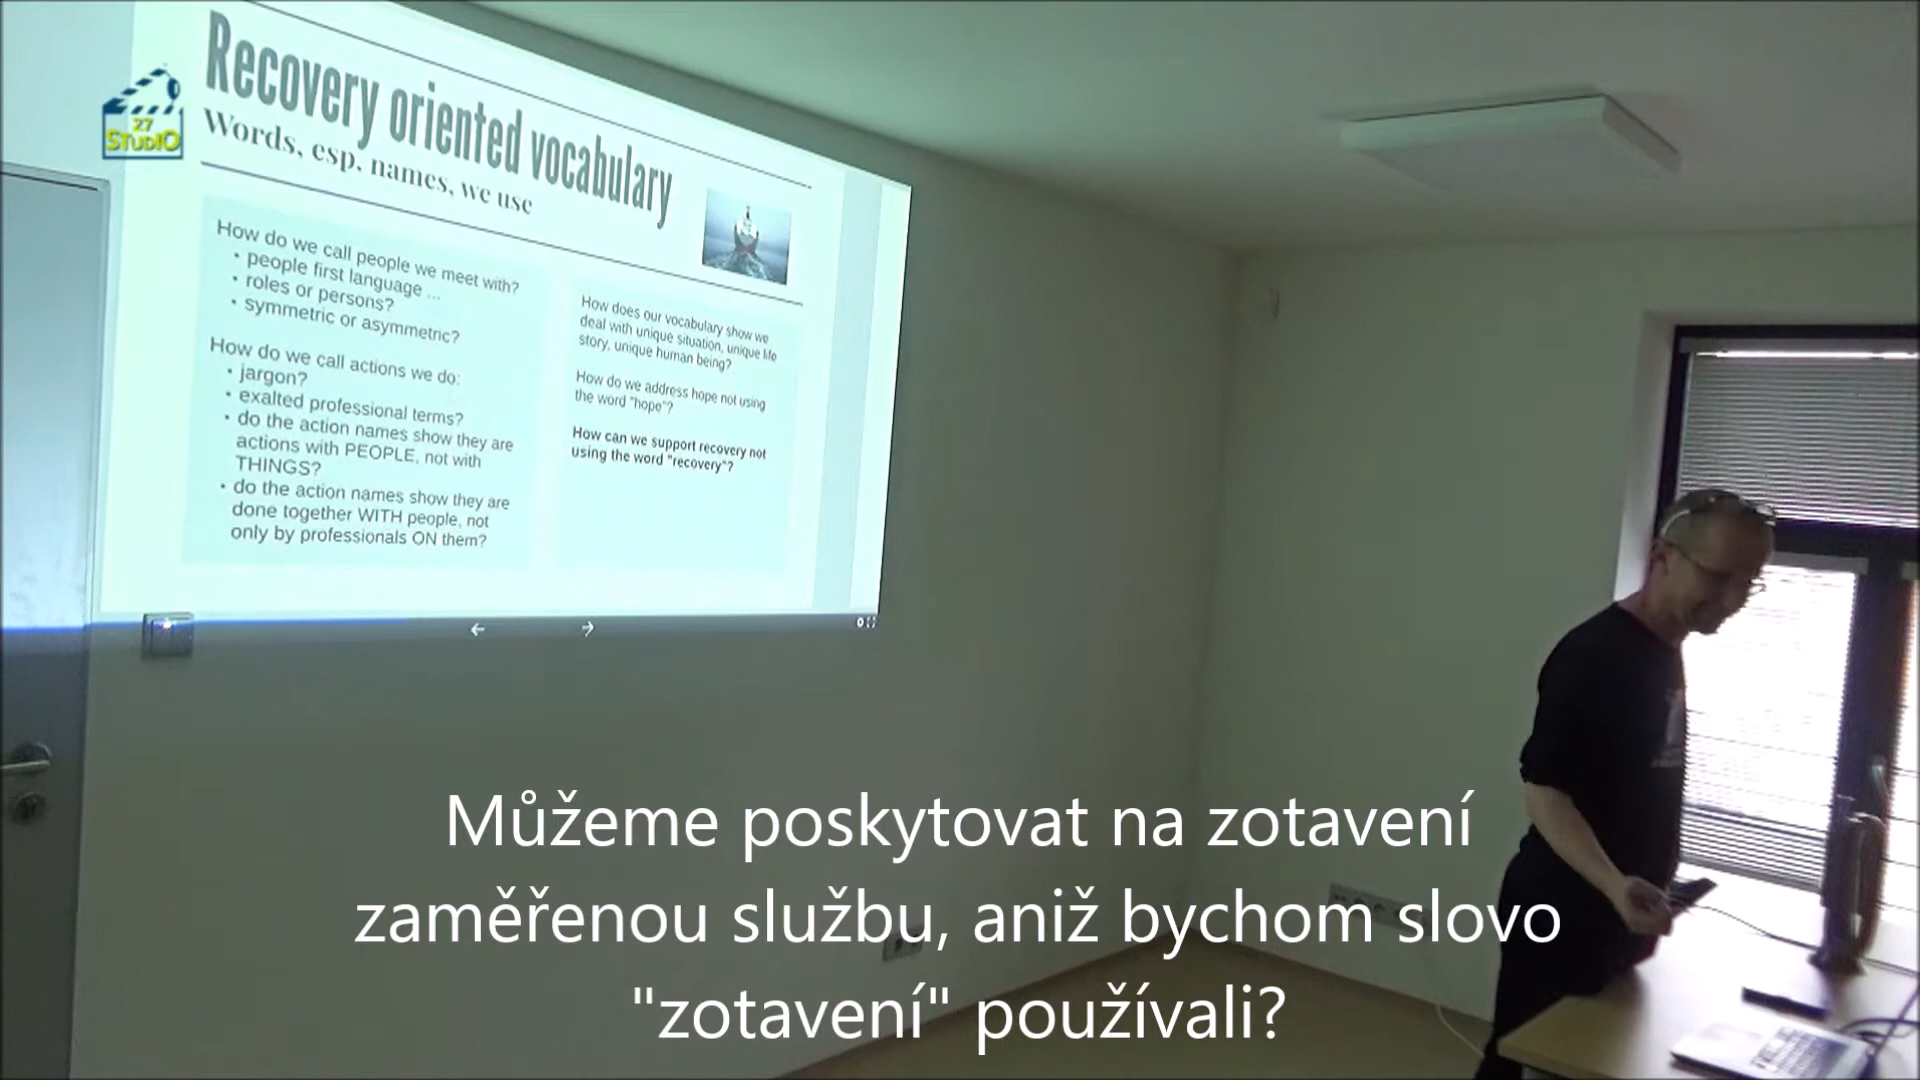 27
STUDIO
Recovery oriented vocabulary
Words, esp. names, we use
How do we call people we meet with?
• people first language ...
• roles or persons?
• symmetric or asymmetric?
How do we call actions we do:
• jargon?
• exalted professional terms?
• do the action names show they are
actions with PEOPLE, not with
THINGS?
• do the action names show they are
done together WITH people, not
only by professionals ON them?
How does our vocabulary show we
deal with unique situation, unique life
story, unique human being?
How do we address hope not using
the word "hope"?
How can we support recovery not
using the word "recovery"?
Můžeme poskytovat na zotavení
zaměřenou službu, aniž bychom slovo
"zotavení" používali?